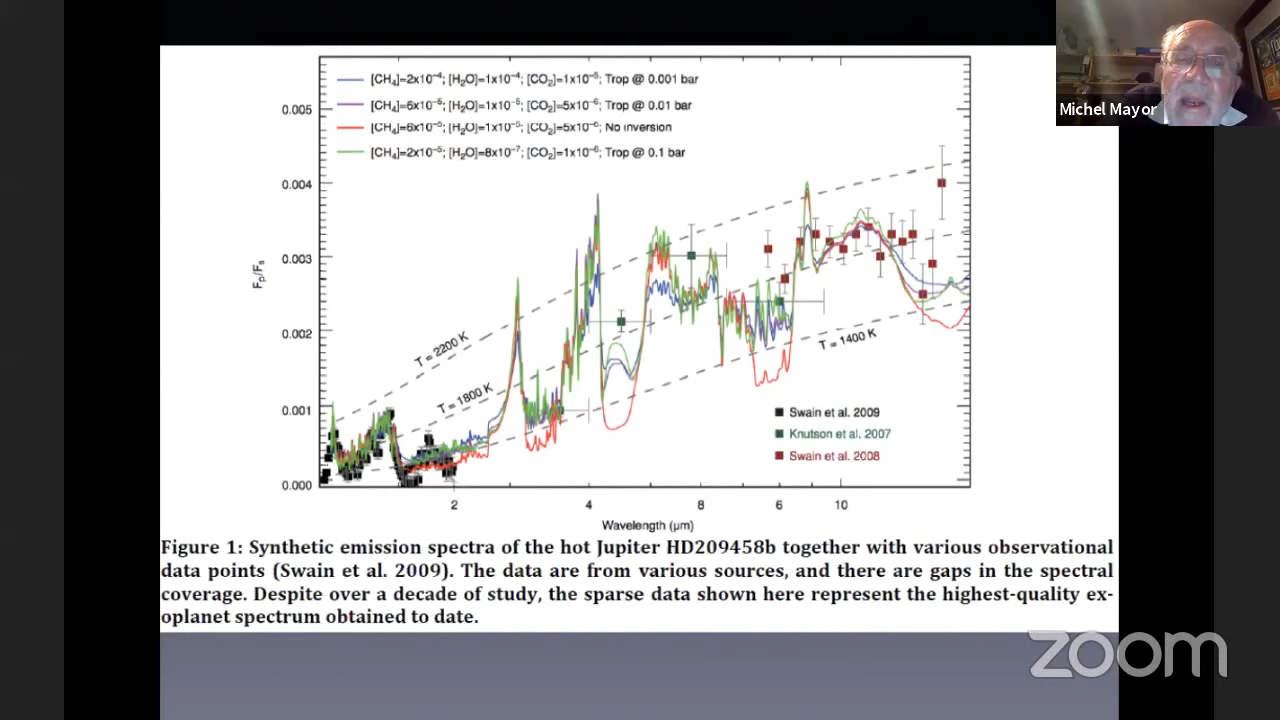 [CH₄]=2x10⁻⁴; [H₂O]=1x10⁻⁴; [CO₂]=1x10⁻⁵; Trop @ 0.001 bar
[CH₄]=6x10⁻⁵; [H₂O]=1x10⁻⁵; [CO₂]=5x10⁻⁶; Trop @ 0.01 bar
[CH₄]=6x10⁻⁵; [H₂O]=1x10⁻⁵; [CO₂]=5x10⁻⁶; No inversion
[CH₄]=2x10⁻⁵; [H₂O]=8x10⁻⁷; [CO₂]=1x10⁻⁶; Trop @ 0.1 bar
Michel Mayor
0.005
0.004
0.003
0.002
0.001
0.000
Fₚ/Fₛ
T = 2200 K
T = 1800 K
T = 1400 K
Swain et al. 2009
Knutson et al. 2007
Swain et al. 2008
2 4 8 6 10
Wavelength (μm)
Figure 1: Synthetic emission spectra of the hot Jupiter HD209458b together with various observational
data points (Swain et al. 2009). The data are from various sources, and there are gaps in the spectral
coverage. Despite over a decade of study, the sparse data shown here represent the highest-quality ex-
oplanet spectrum obtained to date.
zoom